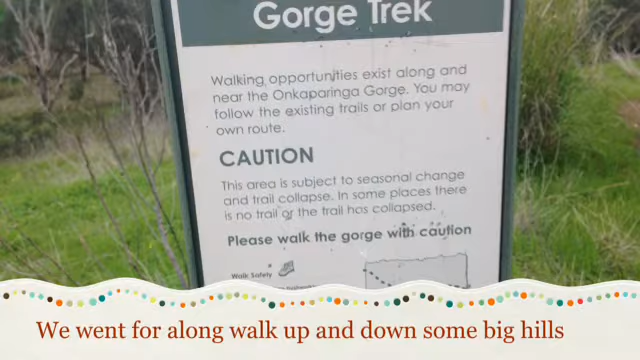 Gorge Trek
Walking opportunities exist along and
near the Onkaparinga Gorge. You may
follow the existing trails or plan your
own route.
CAUTION
This area is subject to seasonal change
and trail collapse. In some places there
is no trail or the trail has collapsed.
Please walk the gorge with caution
Walk Safely
We went for along walk up and down some big hills